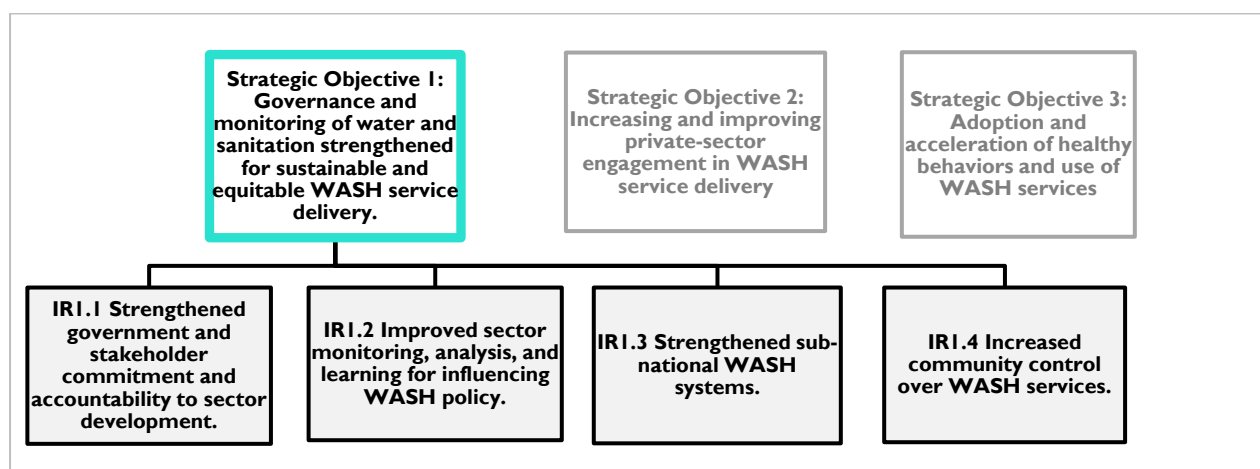 Strategic Objective 1:
Governance and
monitoring of water and
sanitation strengthened
for sustainable and
equitable WASH service
delivery.
Strategic Objective 2:
Increasing and improving
private-sector
engagement in WASH
service delivery
Strategic Objective 3:
Adoption and
acceleration of healthy
behaviors and use of
WASH services
IR1.1 Strengthened
government and
stakeholder
commitment and
accountability to sector
development.
IR1.2 Improved sector
monitoring, analysis, and
learning for influencing
WASH policy.
IR1.3 Strengthened sub-
national WASH
systems.
IR1.4 Increased
community control
over WASH services.